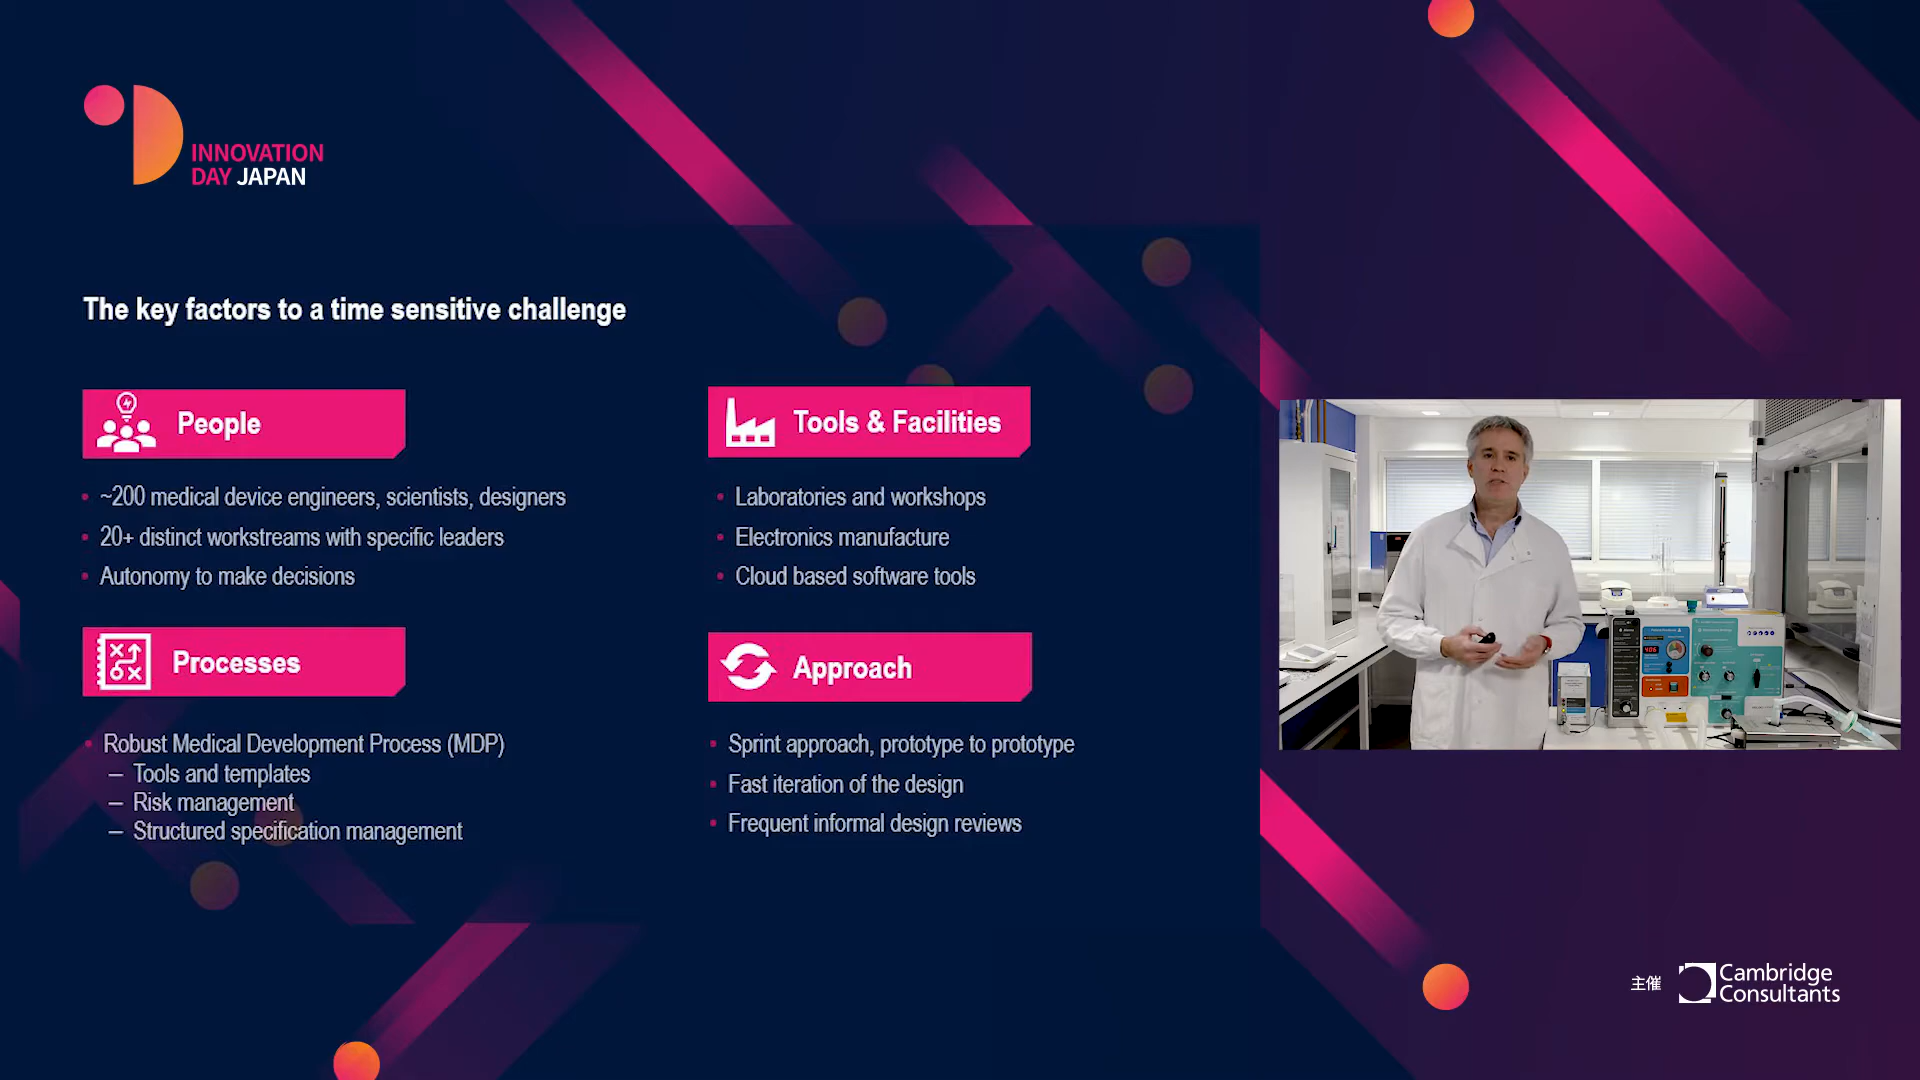 INNOVATION
DAY JAPAN
The key factors to a time sensitive challenge
People
• ~200 medical device engineers, scientists, designers
• 20+ distinct workstreams with specific leaders
• Autonomy to make decisions
Tools & Facilities
• Laboratories and workshops
• Electronics manufacture
• Cloud based software tools
Processes
• Robust Medical Development Process (MDP)
– Tools and templates
– Risk management
– Structured specification management
Approach
• Sprint approach, prototype to prototype
• Fast iteration of the design
• Frequent informal design reviews
主催
Cambridge
Consultants